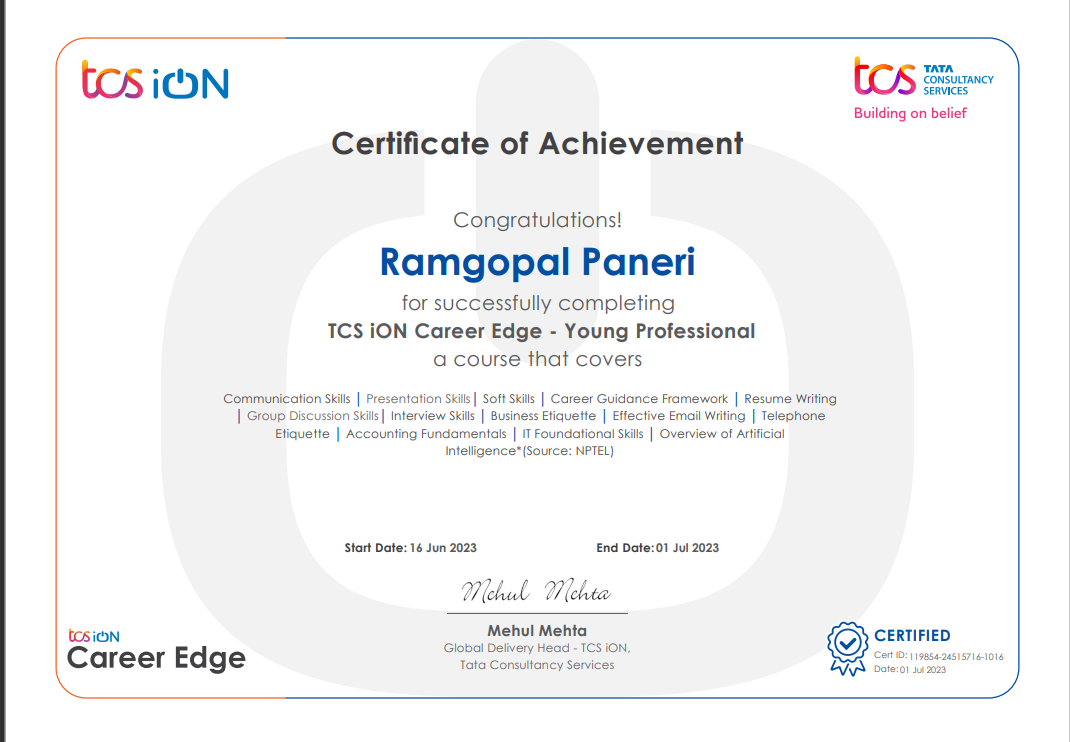 tcs iON
tcs TATA
CONSULTANCY
SERVICES
Building on belief
Certificate of Achievement
Congratulations!
Ramgopal Paneri
for successfully completing
TCS iON Career Edge - Young Professional
a course that covers
Communication Skills | Presentation Skills | Soft Skills | Career Guidance Framework | Resume Writing
| Group Discussion Skills | Interview Skills | Business Etiquette | Effective Email Writing | Telephone
Etiquette | Accounting Fundamentals | IT Foundational Skills | Overview of Artificial
Intelligence*(Source: NPTEL)
Start Date: 16 Jun 2023 End Date: 01 Jul 2023
Mehul Mehta
Mehul Mehta
Global Delivery Head - TCS iON,
Tata Consultancy Services
tcs iON
Career Edge
CERTIFIED
Cert ID: 119854-24515716-1016
Date: 01 Jul 2023